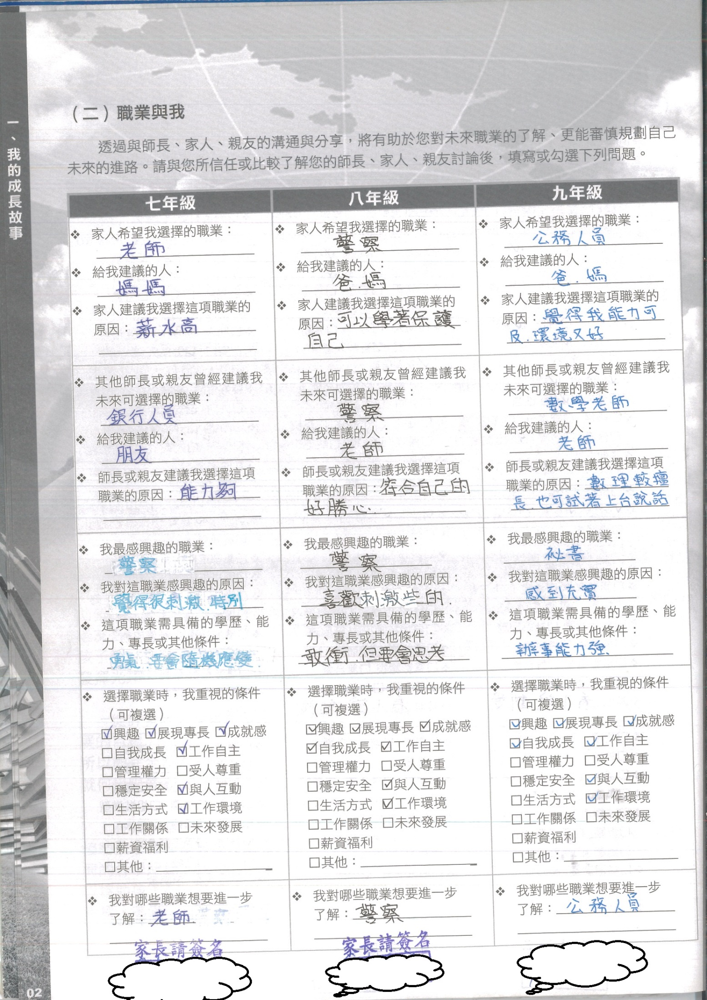 一、我的成長故事
（二）職業與我
透過與師長、家人、親友的溝通與分享，將有助於您對未來職業的了解、更能審慎規劃自己
未來的進路。請與您所信任或比較了解您的師長、家人、親友討論後，填寫或勾選下列問題。
七年級
❖ 家人希望我選擇的職業：
老師
❖ 給我建議的人：
媽媽
❖ 家人建議我選擇這項職業的
原因：薪水高
❖ 其他師長或親友曾經建議我
未來可選擇的職業：
銀行人員
❖ 給我建議的人：
朋友
❖ 師長或親友建議我選擇這項
職業的原因：能力夠
❖ 我最感興趣的職業：
警察
❖ 我對這職業感興趣的原因：
覺得很刺激.特別
❖ 這項職業需具備的學歷、能
力、專長或其他條件：
勇氣.要會隨機應變.
❖ 選擇職業時，我重視的條件
（可複選）
☑興趣 ☑展現專長 ☑成就感
□自我成長 ☑工作自主
□管理權力 □受人尊重
□穩定安全 ☑與人互動
□生活方式 ☑工作環境
□工作關係 □未來發展
□薪資福利
□其他：
❖ 我對哪些職業想要進一步
了解：老師
家長請簽名
八年級
❖ 家人希望我選擇的職業：
警察
❖ 給我建議的人：
爸.媽
❖ 家人建議我選擇這項職業的
原因：可以學著保護
自己
❖ 其他師長或親友曾經建議我
未來可選擇的職業：
警察
❖ 給我建議的人：
老師
❖ 師長或親友建議我選擇這項
職業的原因：符合自己的
好勝心.
❖ 我最感興趣的職業：
警察
❖ 我對這職業感興趣的原因：
喜歡刺激些的.
❖ 這項職業需具備的學歷、能
力、專長或其他條件：
敢衝.但要會思考
❖ 選擇職業時，我重視的條件
（可複選）
☑興趣 ☑展現專長 ☑成就感
☑自我成長 ☑工作自主
□管理權力 □受人尊重
□穩定安全 ☑與人互動
□生活方式 ☑工作環境
□工作關係 □未來發展
□薪資福利
□其他：
❖ 我對哪些職業想要進一步
了解：警察
家長請簽名
九年級
❖ 家人希望我選擇的職業：
公務人員
❖ 給我建議的人：
爸.媽
❖ 家人建議我選擇這項職業的
原因：覺得我能力可
及.環境又好
❖ 其他師長或親友曾經建議我
未來可選擇的職業：
數學老師
❖ 給我建議的人：
老師
❖ 師長或親友建議我選擇這項
職業的原因：數理較擅
長.也可試著上台說話
❖ 我最感興趣的職業：
祕書
❖ 我對這職業感興趣的原因：
感到充實
❖ 這項職業需具備的學歷、能
力、專長或其他條件：
辦事能力強.
❖ 選擇職業時，我重視的條件
（可複選）
☑興趣 ☑展現專長 ☑成就感
☑自我成長 ☑工作自主
□管理權力 □受人尊重
□穩定安全 ☑與人互動
□生活方式 ☑工作環境
□工作關係 □未來發展
□薪資福利
□其他：
❖ 我對哪些職業想要進一步
了解：公務人員
02